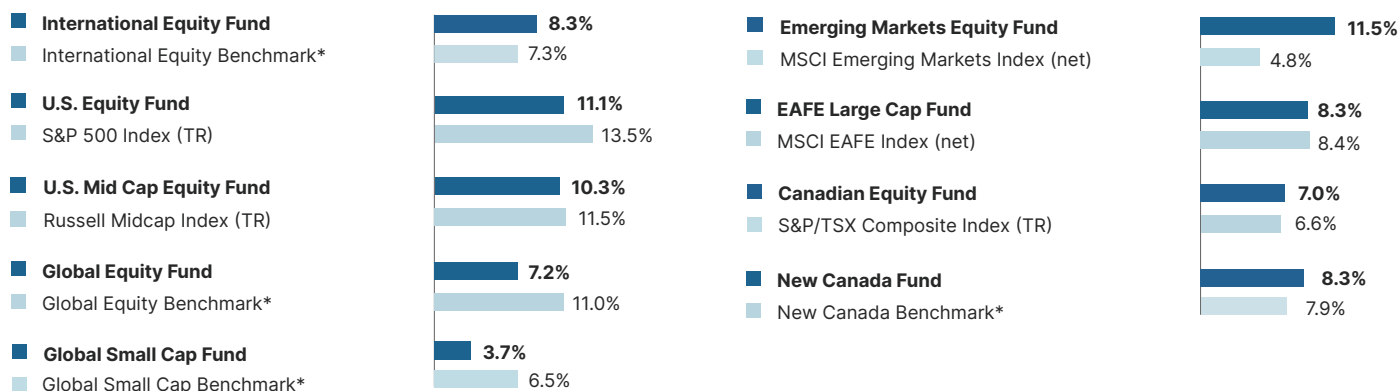 International Equity Fund 8.3%
International Equity Benchmark* 7.3%
U.S. Equity Fund 11.1%
S&P 500 Index (TR) 13.5%
U.S. Mid Cap Equity Fund 10.3%
Russell Midcap Index (TR) 11.5%
Global Equity Fund 7.2%
Global Equity Benchmark* 11.0%
Global Small Cap Fund 3.7%
Global Small Cap Benchmark* 6.5%
Emerging Markets Equity Fund 11.5%
MSCI Emerging Markets Index (net) 4.8%
EAFE Large Cap Fund 8.3%
MSCI EAFE Index (net) 8.4%
Canadian Equity Fund 7.0%
S&P/TSX Composite Index (TR) 6.6%
New Canada Fund 8.3%
New Canada Benchmark* 7.9%